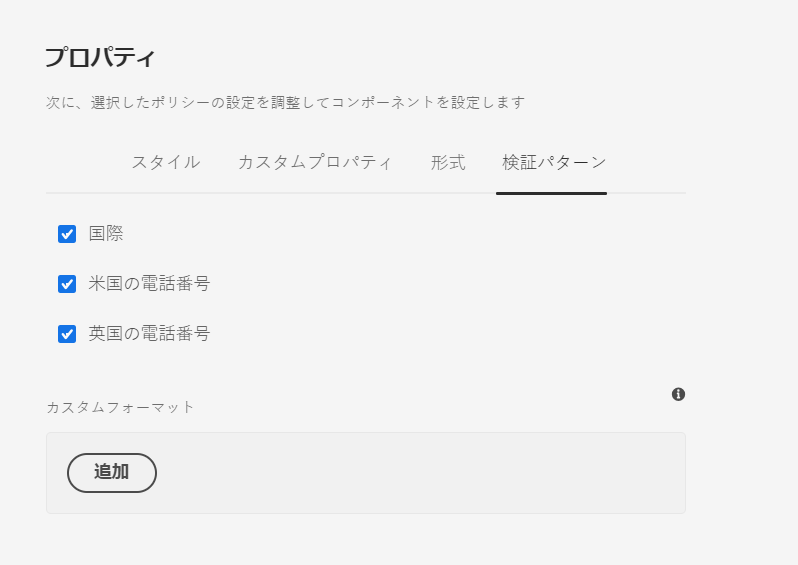 プロパティ
次に、選択したポリシーの設定を調整してコンポーネントを設定します
スタイル カスタムプロパティ 形式 検証パターン
国際
米国の電話番号
英国の電話番号
カスタムフォーマット
追加